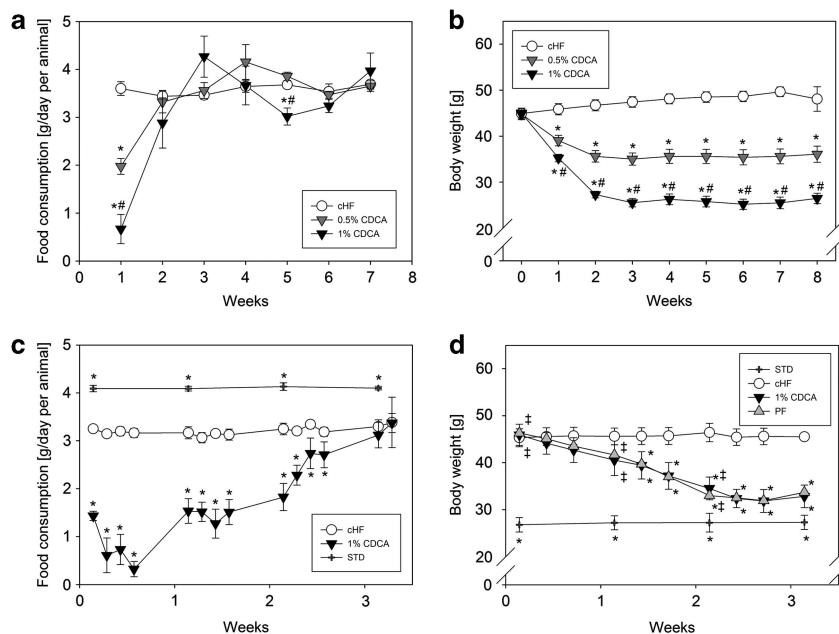 a
Food consumption [g/day per animal]
5
4
3
2
1
0
*
*#
*#
cHF
0.5% CDCA
1% CDCA
0 1 2 3 4 5 6 7 8
Weeks
b
Body weight [g]
60
50
40
30
20
0
cHF
0.5% CDCA
1% CDCA
* * * * * * * *
*# *# *# *# *# *# *# *#
0 1 2 3 4 5 6 7 8
Weeks
c
Food consumption [g/day per animal]
5
4
3
2
1
0
* * * *
* * * * * * * * * * * *
cHF
1% CDCA
STD
0 1 2 3
Weeks
d
Body weight [g]
60
50
40
30
20
0
STD
cHF
1% CDCA
PF
‡ *‡ * * *‡ * * *
‡ ‡ * * *‡ * * *
* * * *
0 1 2 3
Weeks